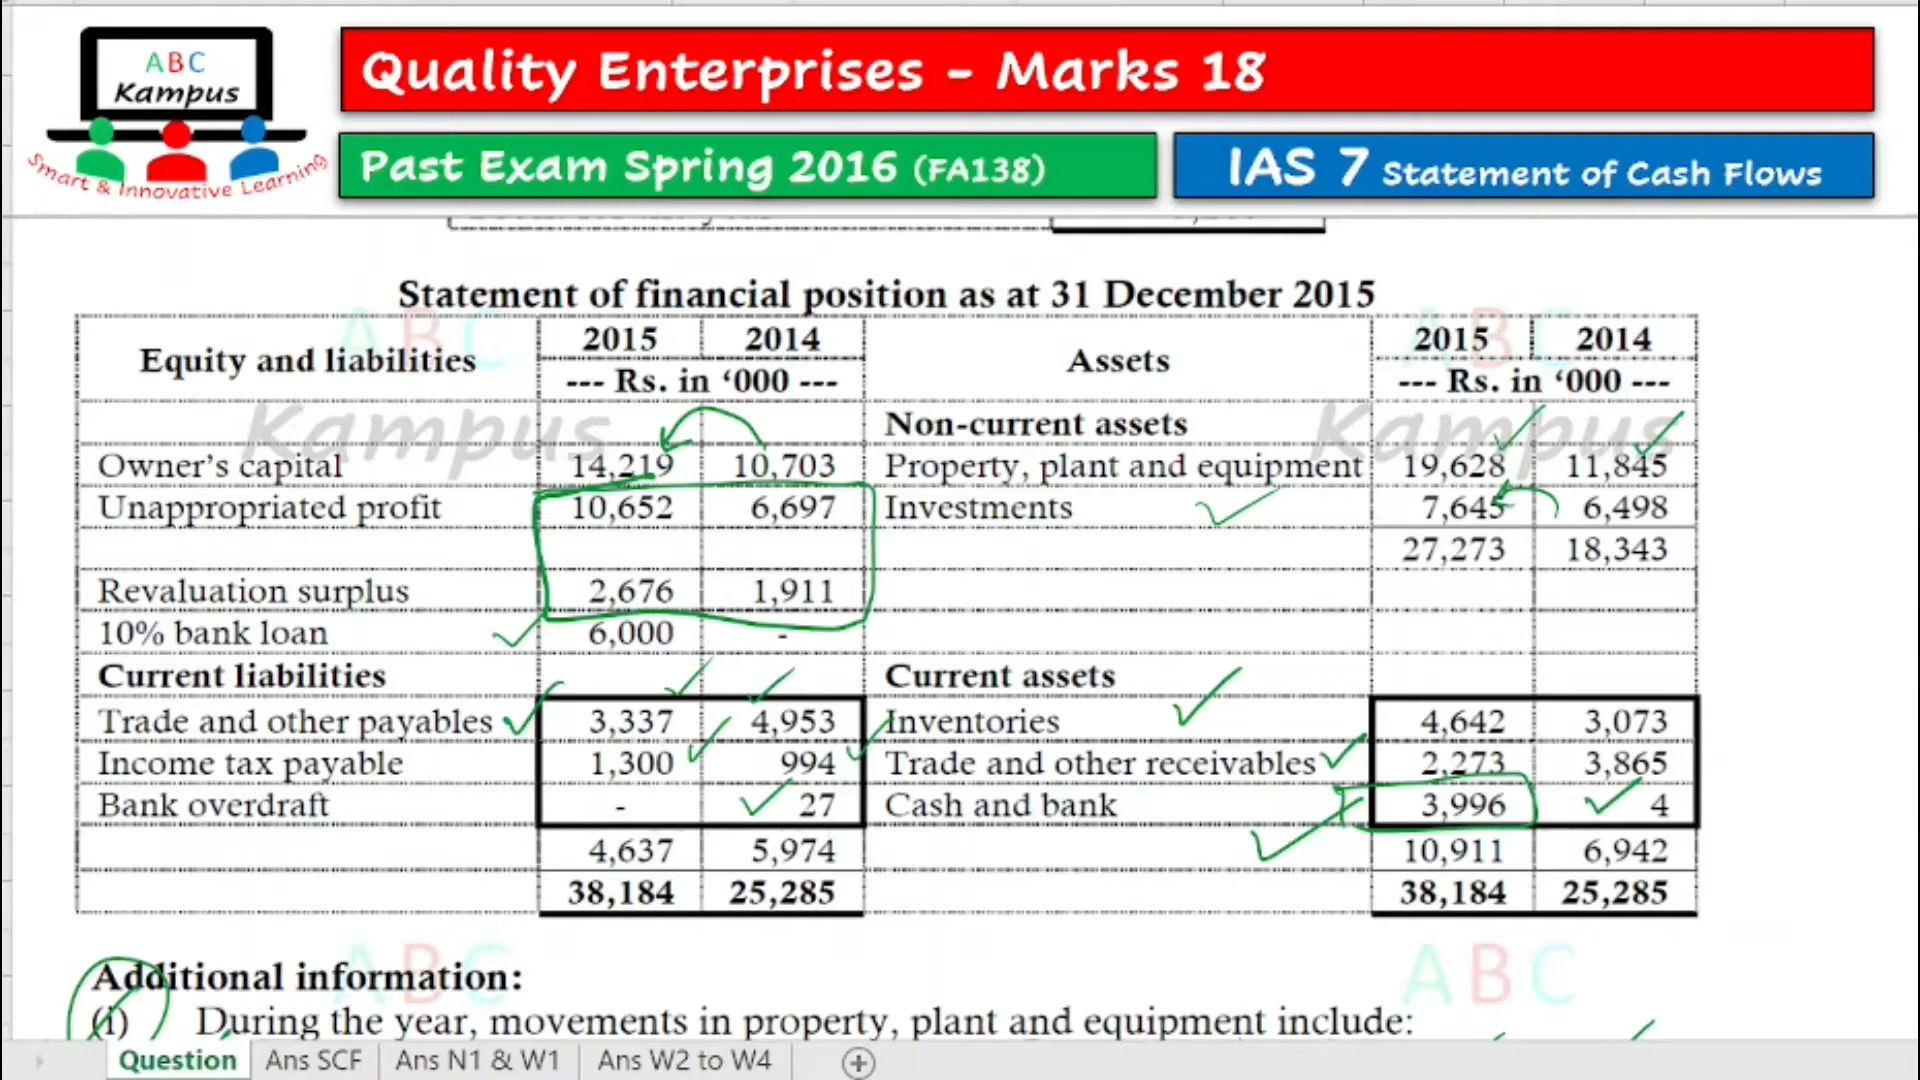 ABC
Kampus
Smart & Innovative Learning
Quality Enterprises - Marks 18
Past Exam Spring 2016 (FA138)
IAS 7 Statement of Cash Flows
Statement of financial position as at 31 December 2015
Equity and liabilities 2015 2014 Assets 2015 2014
--- Rs. in ‘000 --- --- Rs. in ‘000 ---
Non-current assets
Owner’s capital 14,219 10,703 Property, plant and equipment 19,628 11,845
Unappropriated profit 10,652 6,697 Investments 7,645 6,498
27,273 18,343
Revaluation surplus 2,676 1,911
10% bank loan 6,000 -
Current liabilities Current assets
Trade and other payables 3,337 4,953 Inventories 4,642 3,073
Income tax payable 1,300 994 Trade and other receivables 2,273 3,865
Bank overdraft - 27 Cash and bank 3,996 4
4,637 5,974 10,911 6,942
38,184 25,285 38,184 25,285
Additional information:
(i) During the year, movements in property, plant and equipment include:
ABC
Kampus
ABC
Kampus
ABC
ABC
Question Ans SCF Ans N1 & W1 Ans W2 to W4